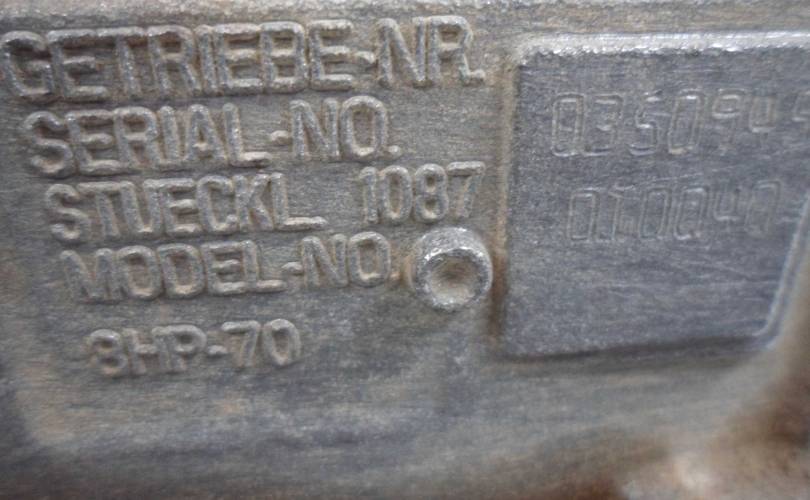 GETRIEBE-NR.
SERIAL-NO.
STUECKL. 1087
MODEL-NO.
8HP-70